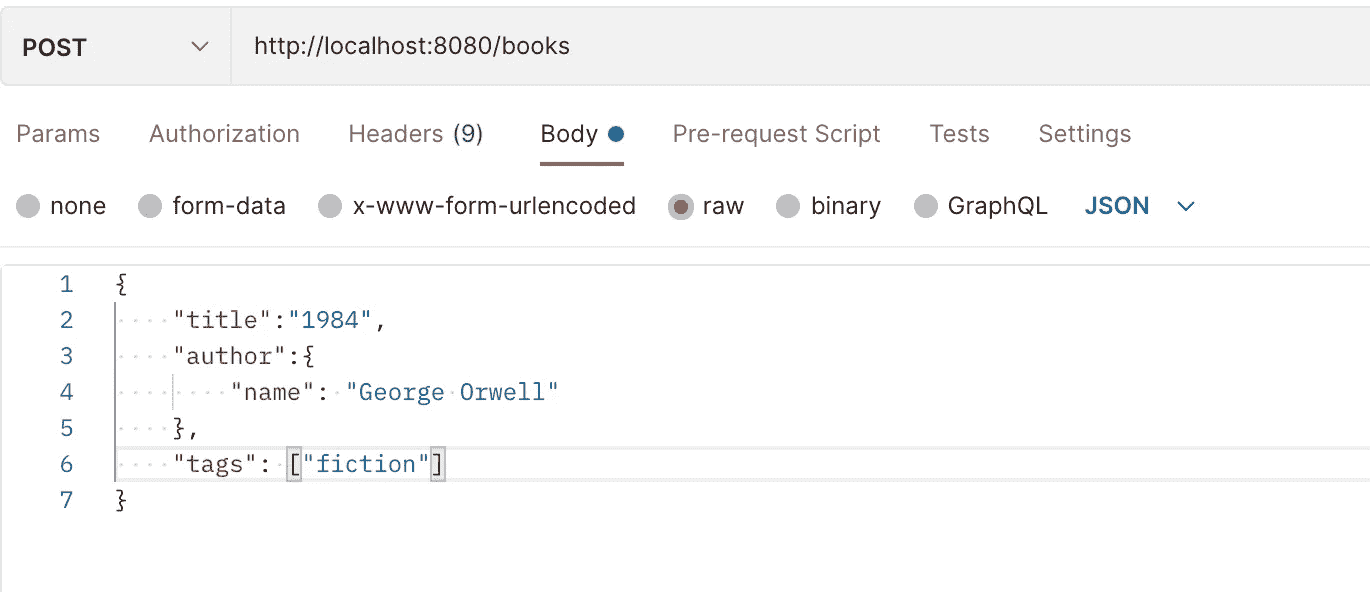 POST http://localhost:8080/books
Params Authorization Headers (9) Body Pre-request Script Tests Settings
none form-data x-www-form-urlencoded raw binary GraphQL JSON
1 {
2 "title":"1984",
3 "author":{
4 "name": "George Orwell"
5 },
6 "tags": ["fiction"]
7 }